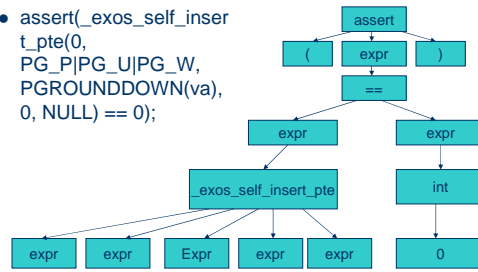 • assert(_exos_self_inser
t_pte(0,
PG_P|PG_U|PG_W,
PGROUNDDOWN(va),
0, NULL) == 0);
assert
( expr )
==
expr expr
_exos_self_insert_pte int
expr expr Expr expr expr 0